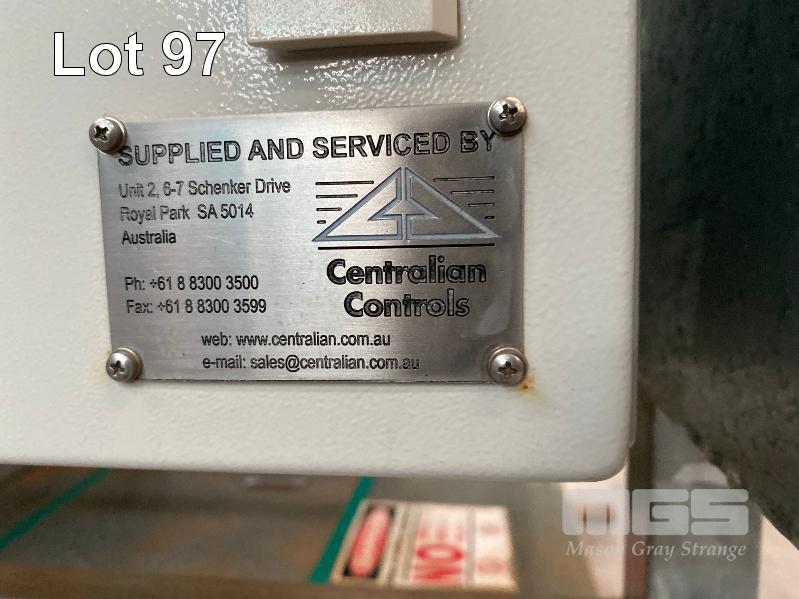 Lot 97
SUPPLIED AND SERVICED BY
Unit 2, 6-7 Schenker Drive
Royal Park SA 5014
Australia
Ph: +61 8 8300 3500
Fax: +61 8 8300 3599
Centralian
Controls
web: www.centralian.com.au
e-mail: sales@centralian.com.au
ON
MGS
Mason Gray Strange